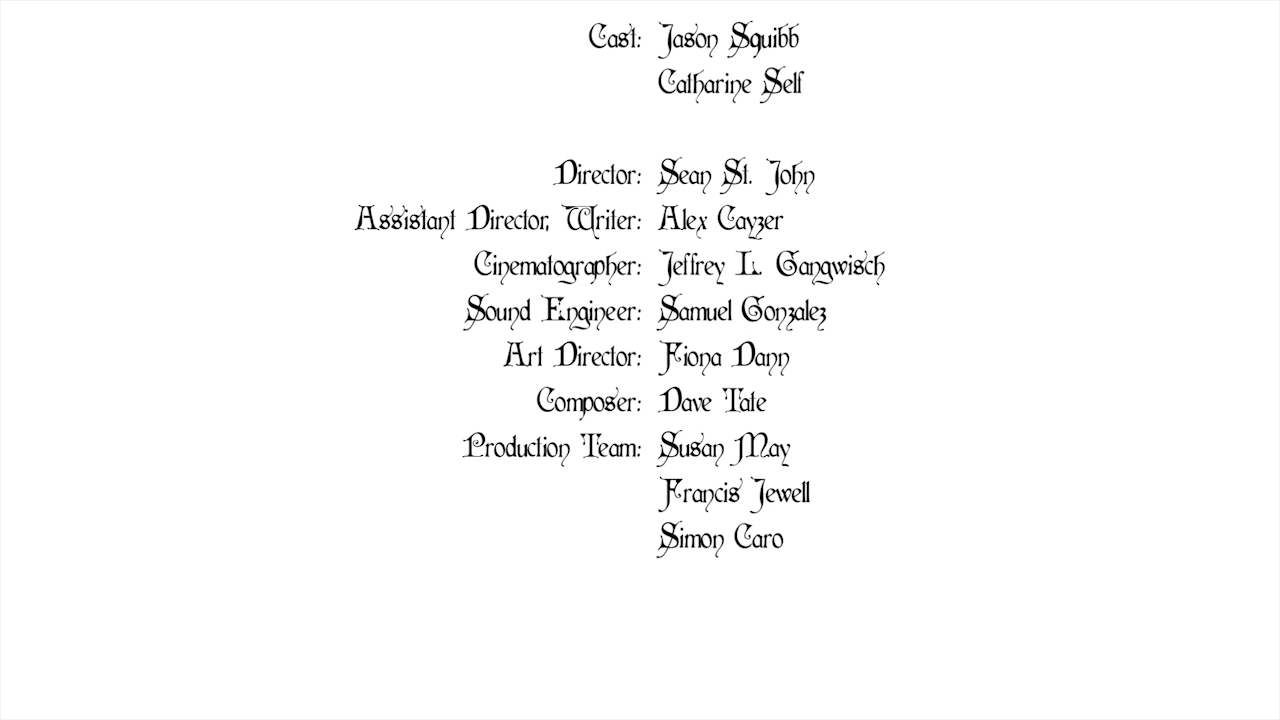 Cast: Jason Squibb
Catharine Self
Director: Sean St. John
Assistant Director, Writer: Alex Cayzer
Cinematographer: Jeffrey L. Gangwisch
Sound Engineer: Samuel Gonzalez
Art Director: Fiona Dann
Composer: Dave Tate
Production Team: Susan May
Francis Jewell
Simon Caro